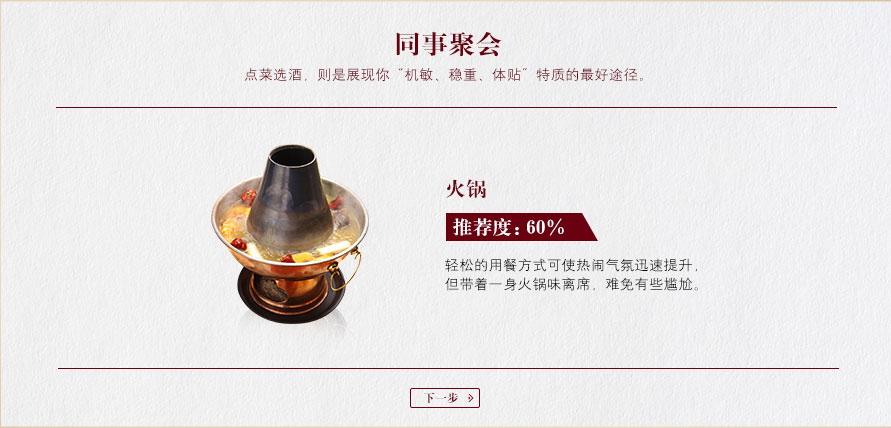 同事聚会
点菜选酒，则是展现你“机敏、稳重、体贴”特质的最好途径。
火锅
推荐度：60%
轻松的用餐方式可使热闹气氛迅速提升，
但带着一身火锅味离席，难免有些尴尬。
下一步 »